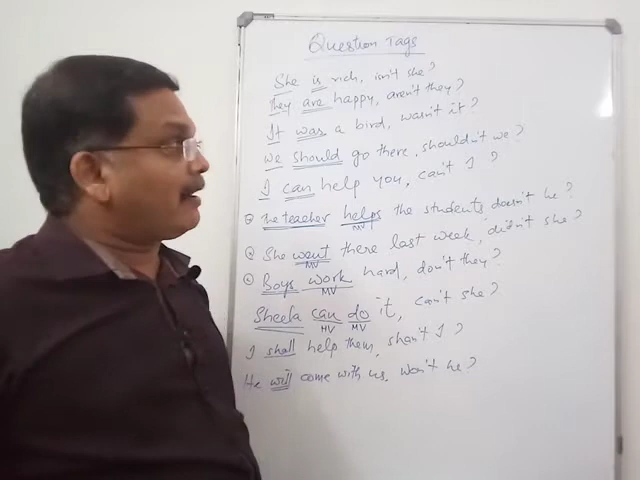 Question Tags
She is rich, isn't she?
They are happy, aren't they?
It was a bird, wasn't it?
We should go there, shouldn't we?
I can help you, can't I?
a The teacher helps the students, doesn't he?
MV
b She went there last week, didn't she?
MV
c Boys work hard, don't they?
MV
Sheela can do it, can't she?
HV MV
I shall help them, shan't I?
He will come with us, won't he?